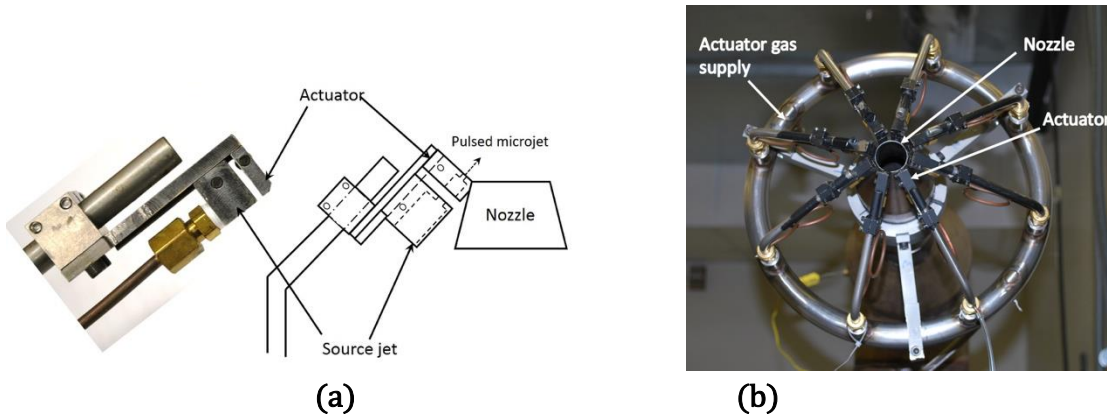 Actuator
Pulsed microjet
Nozzle
Source jet
(a)
Actuator gas
supply
Nozzle
Actuator
(b)